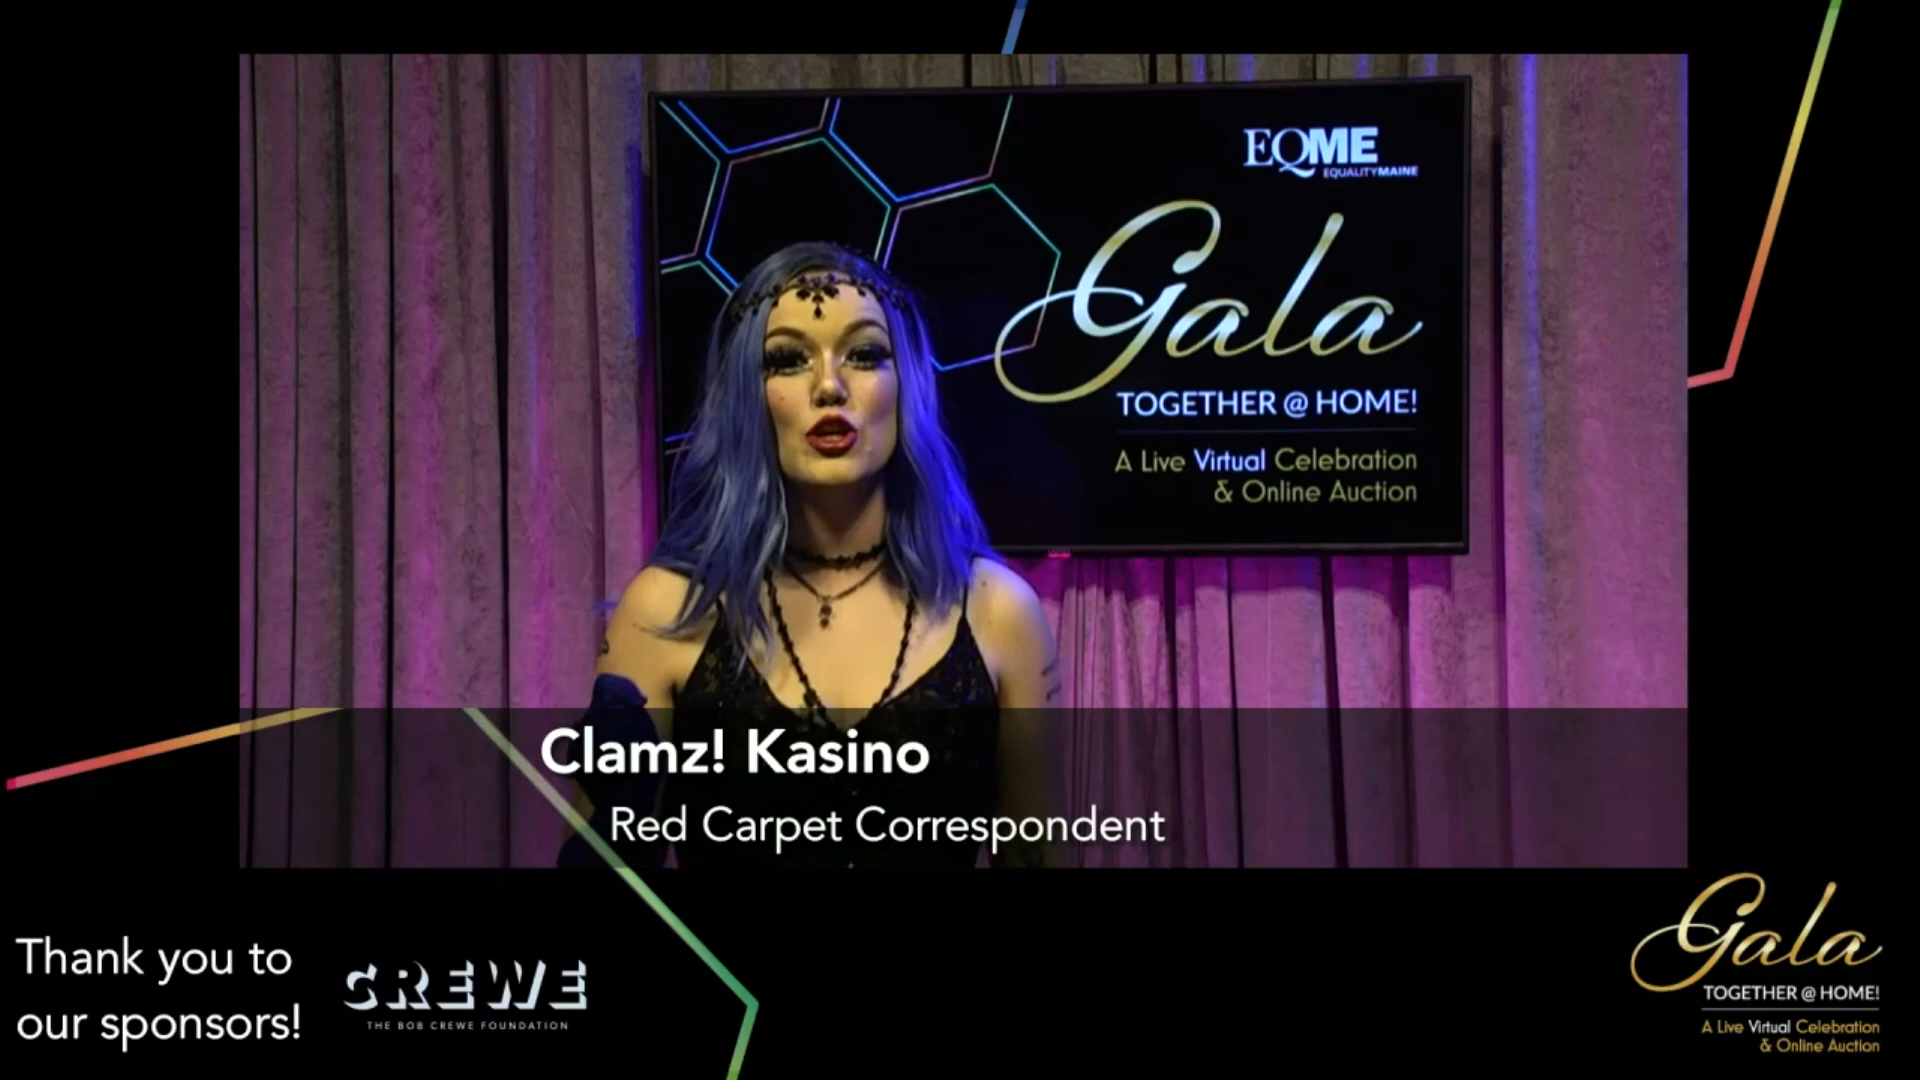 EQME
EQUALITYMAINE
Gala
TOGETHER @ HOME!
A Live Virtual Celebration
& Online Auction
Clamz! Kasino
Red Carpet Correspondent
Thank you to
our sponsors!
CREWE
THE BOB CREWE FOUNDATION
Gala
TOGETHER @ HOME!
A Live Virtual Celebration
& Online Auction